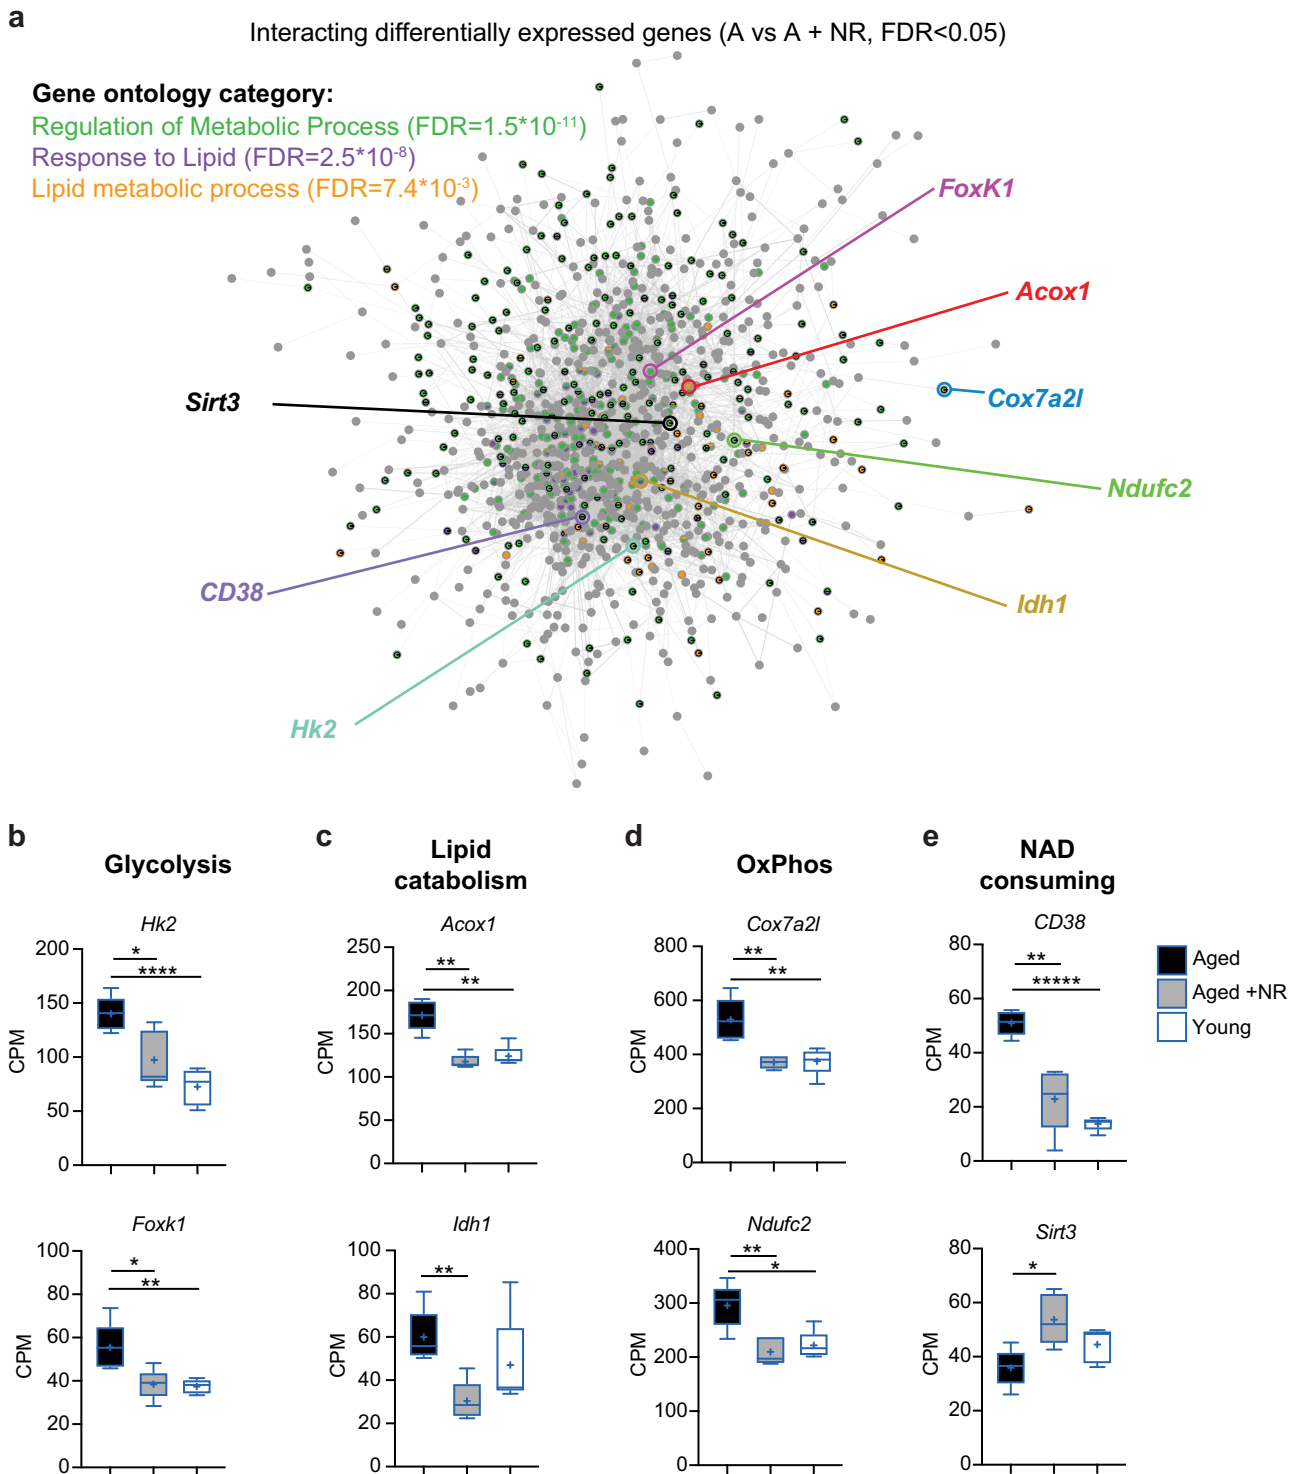 a
Interacting differentially expressed genes (A vs A + NR, FDR<0.05)
Gene ontology category:
Regulation of Metabolic Process (FDR=1.5*10-11)
Response to Lipid (FDR=2.5*10-8)
Lipid metabolic process (FDR=7.4*10-3)
FoxK1
Acox1
Sirt3
Cox7a2l
Ndufc2
CD38
Idh1
Hk2
b
Glycolysis
Hk2
*
****
CPM
200
150
100
50
0
Foxk1
*
**
CPM
100
80
60
40
20
0
c
Lipid
catabolism
Acox1
**
**
CPM
250
200
150
100
50
0
Idh1
**
CPM
100
80
60
40
20
0
d
OxPhos
Cox7a2l
**
**
CPM
800
600
400
200
0
Ndufc2
**
*
CPM
400
300
200
100
0
e
NAD
consuming
CD38
**
*****
CPM
80
60
40
20
0
Sirt3
*
CPM
80
60
40
20
0
Aged
Aged +NR
Young